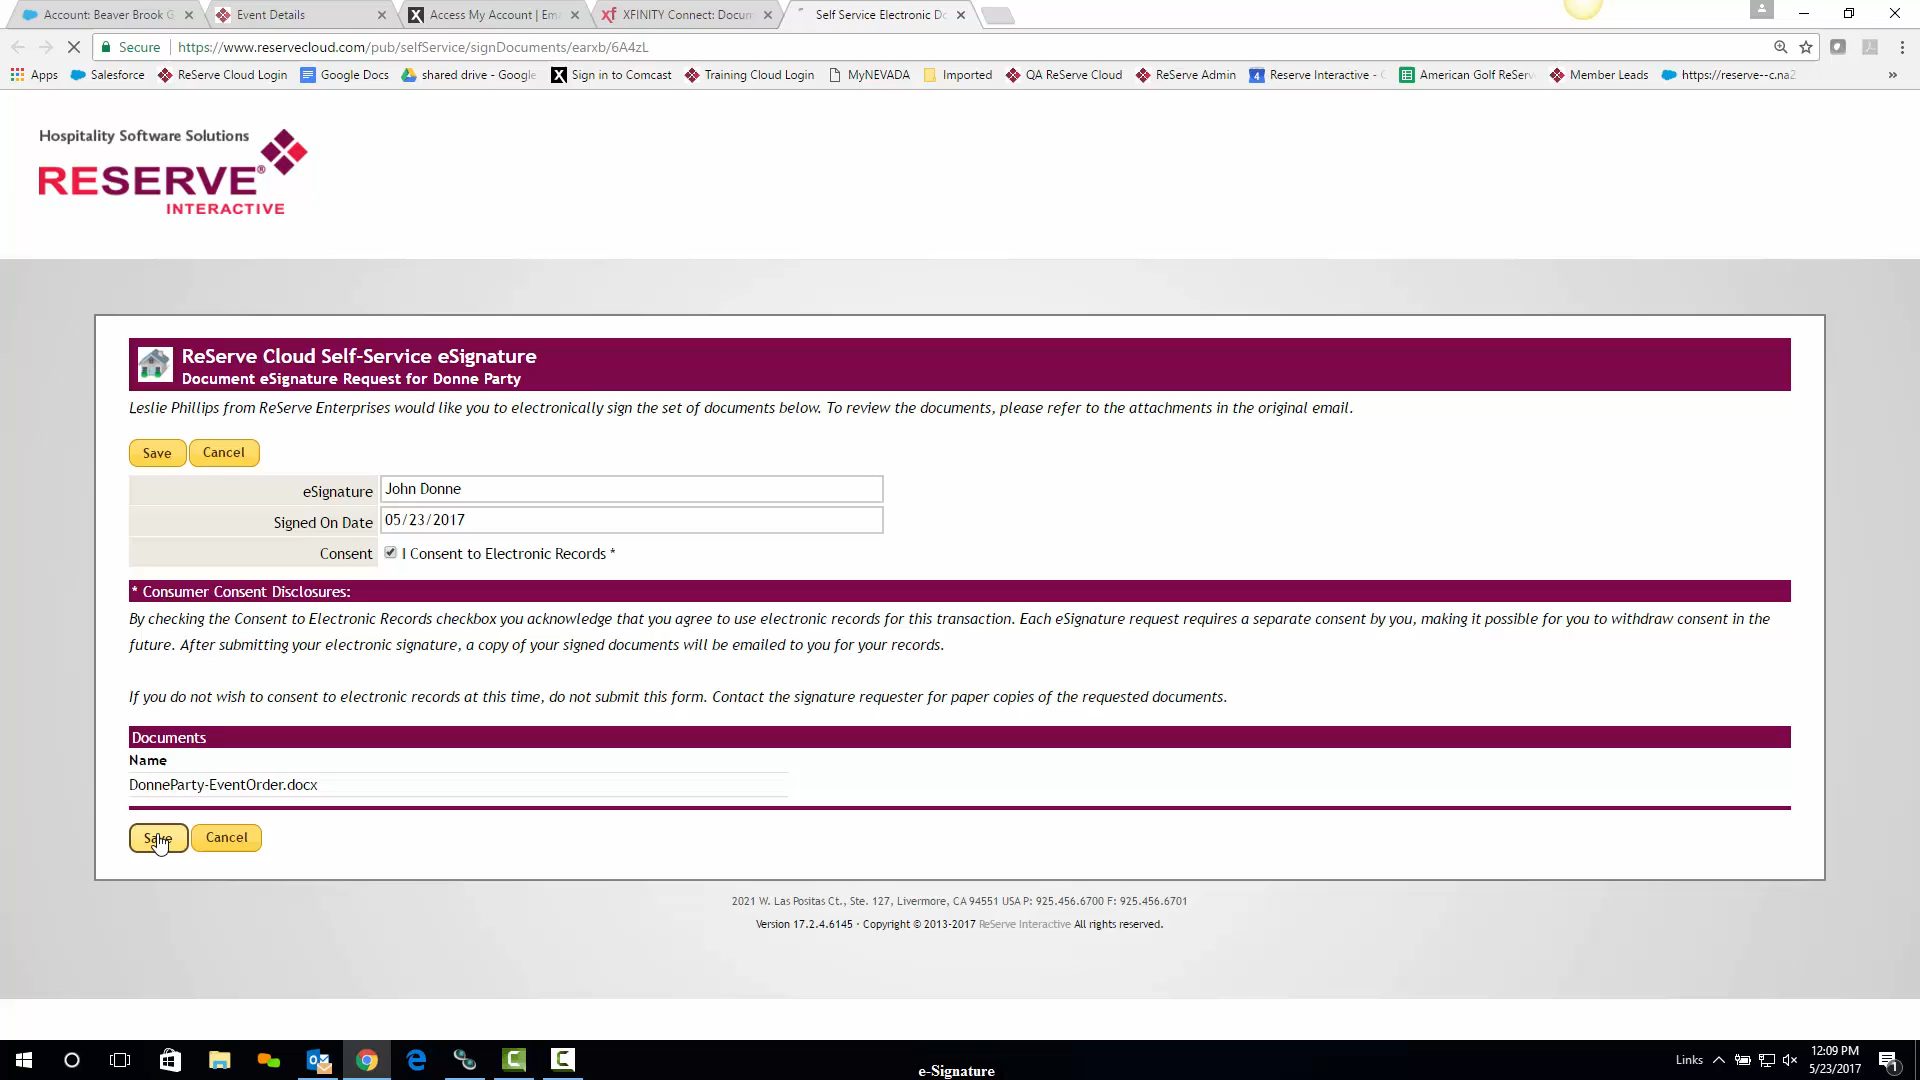 Account: Beaver Brook G
Event Details
Access My Account | Em
XFINITY Connect: Docum
Self Service Electronic Do
Secure
https://www.reservecloud.com/pub/selfService/signDocuments/earxb/6A4zL
Apps
Salesforce
ReServe Cloud Login
Google Docs
shared drive - Google
Sign in to Comcast
Training Cloud Login
MyNEVADA
Imported
QA ReServe Cloud
ReServe Admin
Reserve Interactive -
American Golf ReServ
Member Leads
https://reserve--c.na2
Hospitality Software Solutions
RESERVE®
INTERACTIVE
ReServe Cloud Self-Service eSignature
Document eSignature Request for Donne Party
Leslie Phillips from ReServe Enterprises would like you to electronically sign the set of documents below. To review the documents, please refer to the attachments in the original email.
Save
Cancel
eSignature
John Donne
Signed On Date
05/23/2017
Consent
I Consent to Electronic Records *
* Consumer Consent Disclosures:
By checking the Consent to Electronic Records checkbox you acknowledge that you agree to use electronic records for this transaction. Each eSignature request requires a separate consent by you, making it possible for you to withdraw consent in the
future. After submitting your electronic signature, a copy of your signed documents will be emailed to you for your records.
If you do not wish to consent to electronic records at this time, do not submit this form. Contact the signature requester for paper copies of the requested documents.
Documents
Name
DonneParty-EventOrder.docx
Save
Cancel
2021 W. Las Positas Ct., Ste. 127, Livermore, CA 94551 USA P: 925.456.6700 F: 925.456.6701
Version 17.2.4.6145 · Copyright © 2013-2017 ReServe Interactive All rights reserved.
Links
12:09 PM
5/23/2017
1
e-Signature